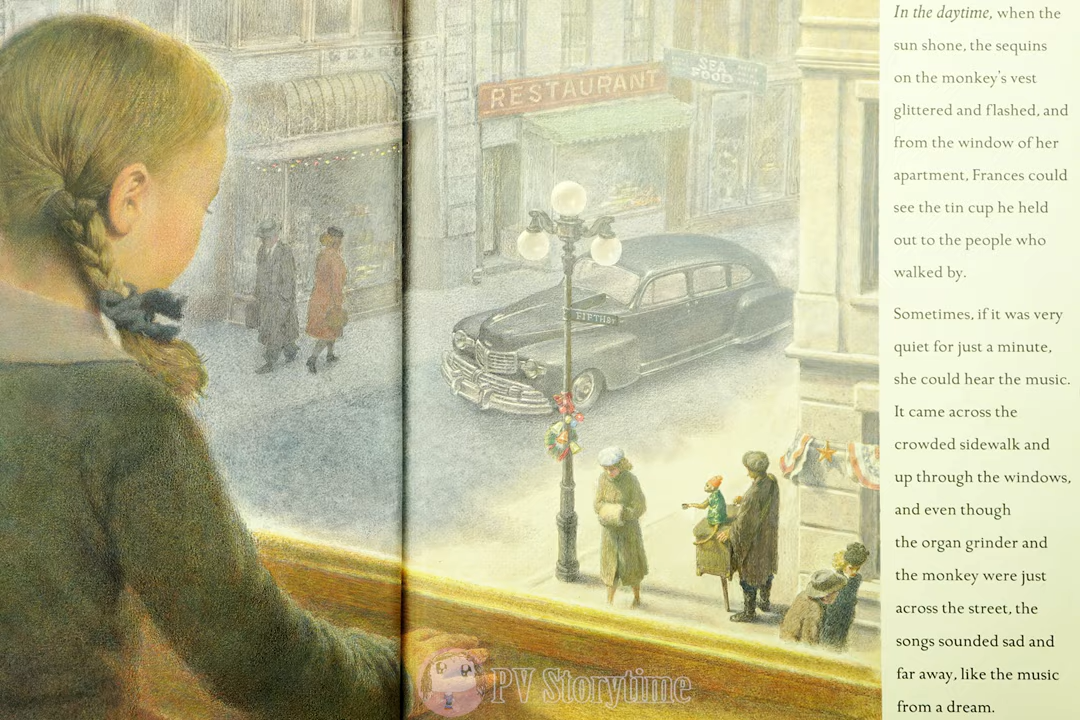 RESTAURANT
SEA
FOOD
FIFTH ST
In the daytime, when the
sun shone, the sequins
on the monkey's vest
glittered and flashed, and
from the window of her
apartment, Frances could
see the tin cup he held
out to the people who
walked by.
Sometimes, if it was very
quiet for just a minute,
she could hear the music.
It came across the
crowded sidewalk and
up through the windows,
and even though
the organ grinder and
the monkey were just
across the street, the
songs sounded sad and
far away, like the music
from a dream.
PV Storytime